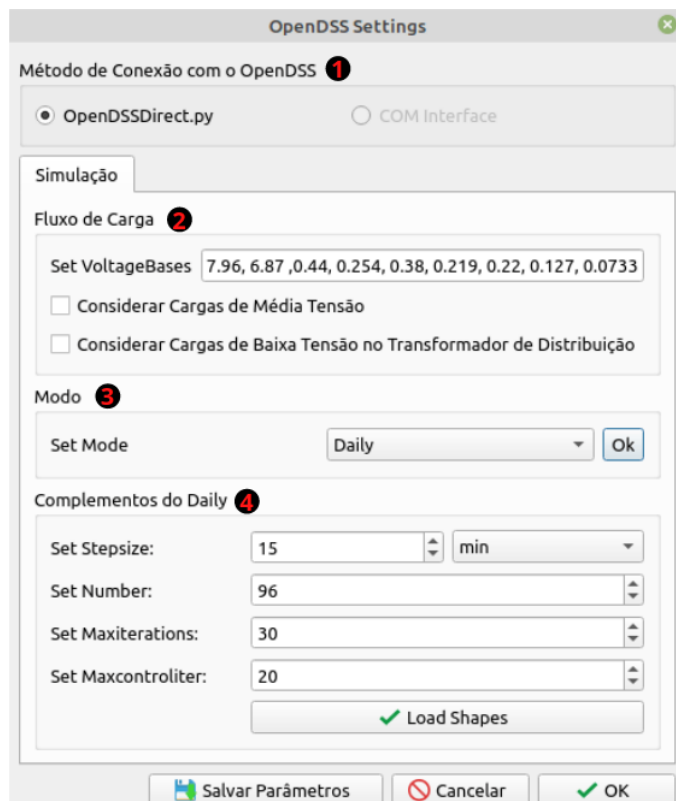 OpenDSS Settings
Método de Conexão com o OpenDSS 1
OpenDSSDirect.py COM Interface
Simulação
Fluxo de Carga 2
Set VoltageBases 7.96, 6.87 ,0.44, 0.254, 0.38, 0.219, 0.22, 0.127, 0.0733
Considerar Cargas de Média Tensão
Considerar Cargas de Baixa Tensão no Transformador de Distribuição
Modo 3
Set Mode Daily Ok
Complementos do Daily 4
Set Stepsize: 15 min
Set Number: 96
Set Maxiterations: 30
Set Maxcontroliter: 20
Load Shapes
Salvar Parâmetros Cancelar OK